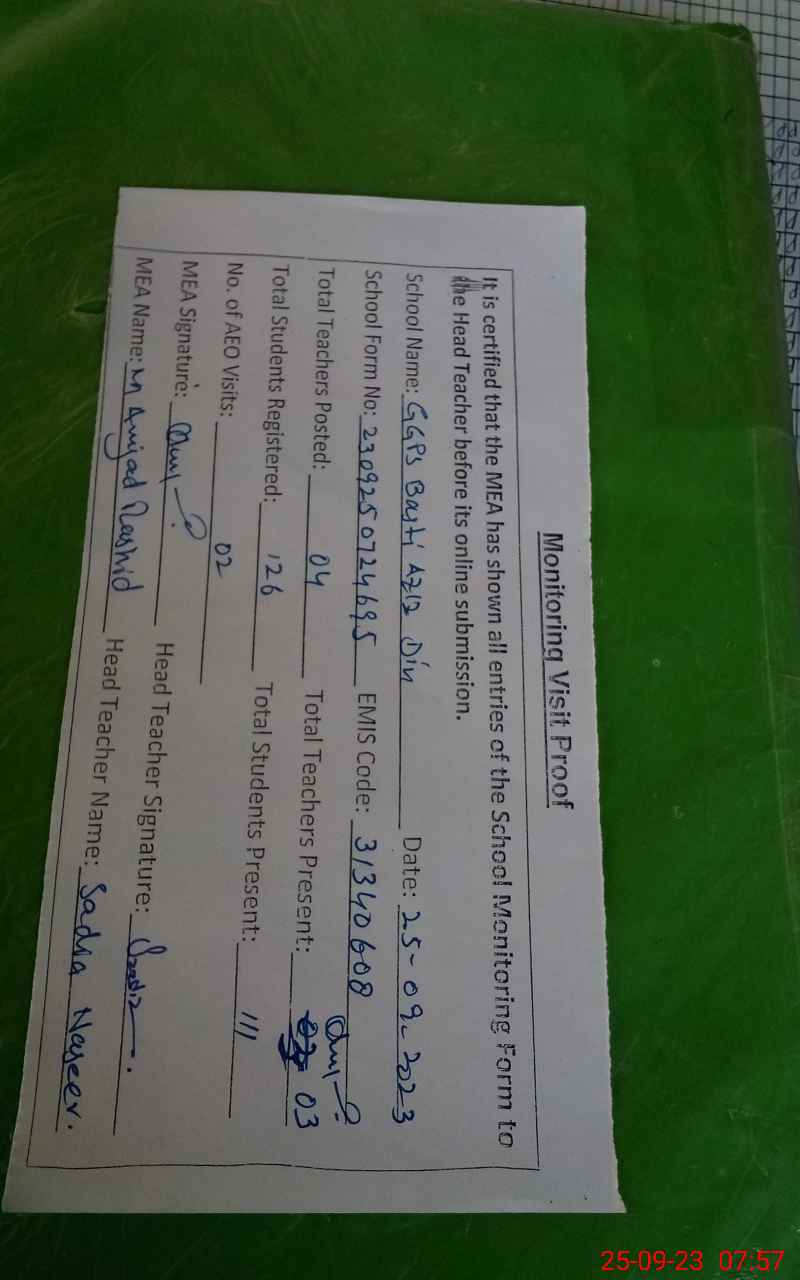 Monitoring Visit Proof
It is certified that the MEA has shown all entries of the School Monitoring Form to
the Head Teacher before its online submission.
School Name: GGPS Basti Aziz Din Date: 25-09-2023
School Form No: 2309250724695 EMIS Code: 31340608
Total Teachers Posted: 04 Total Teachers Present: 03
Total Students Registered: 126 Total Students Present: 111
No. of AEO Visits: 02
MEA Signature: Head Teacher Signature:
MEA Name: M Amjad Rashid Head Teacher Name: Sadia Naseer.
25-09-23 07:57